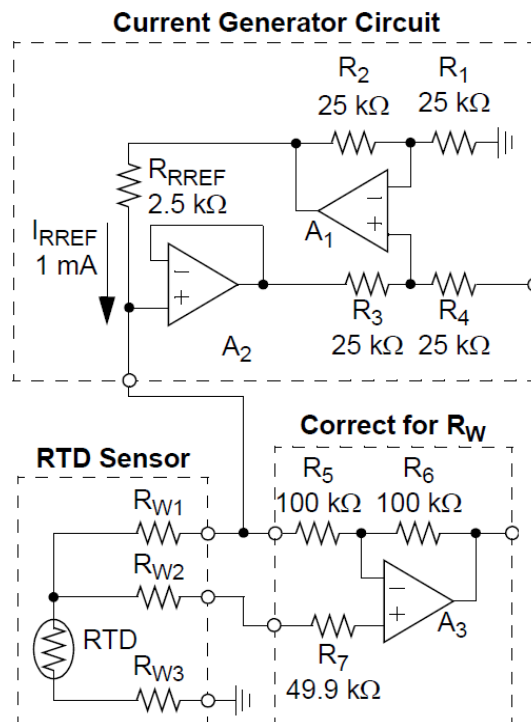 Current Generator Circuit
R2
25 kΩ
R1
25 kΩ
RRREF
2.5 kΩ
IRREF
1 mA
−
+
A1
−
+
A2
R3
25 kΩ
R4
25 kΩ
RTD Sensor
RW1
RW2
RTD
RW3
Correct for RW
R5
100 kΩ
R6
100 kΩ
−
+
A3
R7
49.9 kΩ